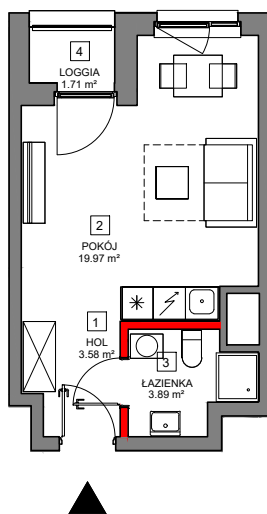 4
LOGGIA
1.71 m²
2
POKÓJ
19.97 m²
1
HOL
3.58 m²
3
ŁAZIENKA
3.89 m²